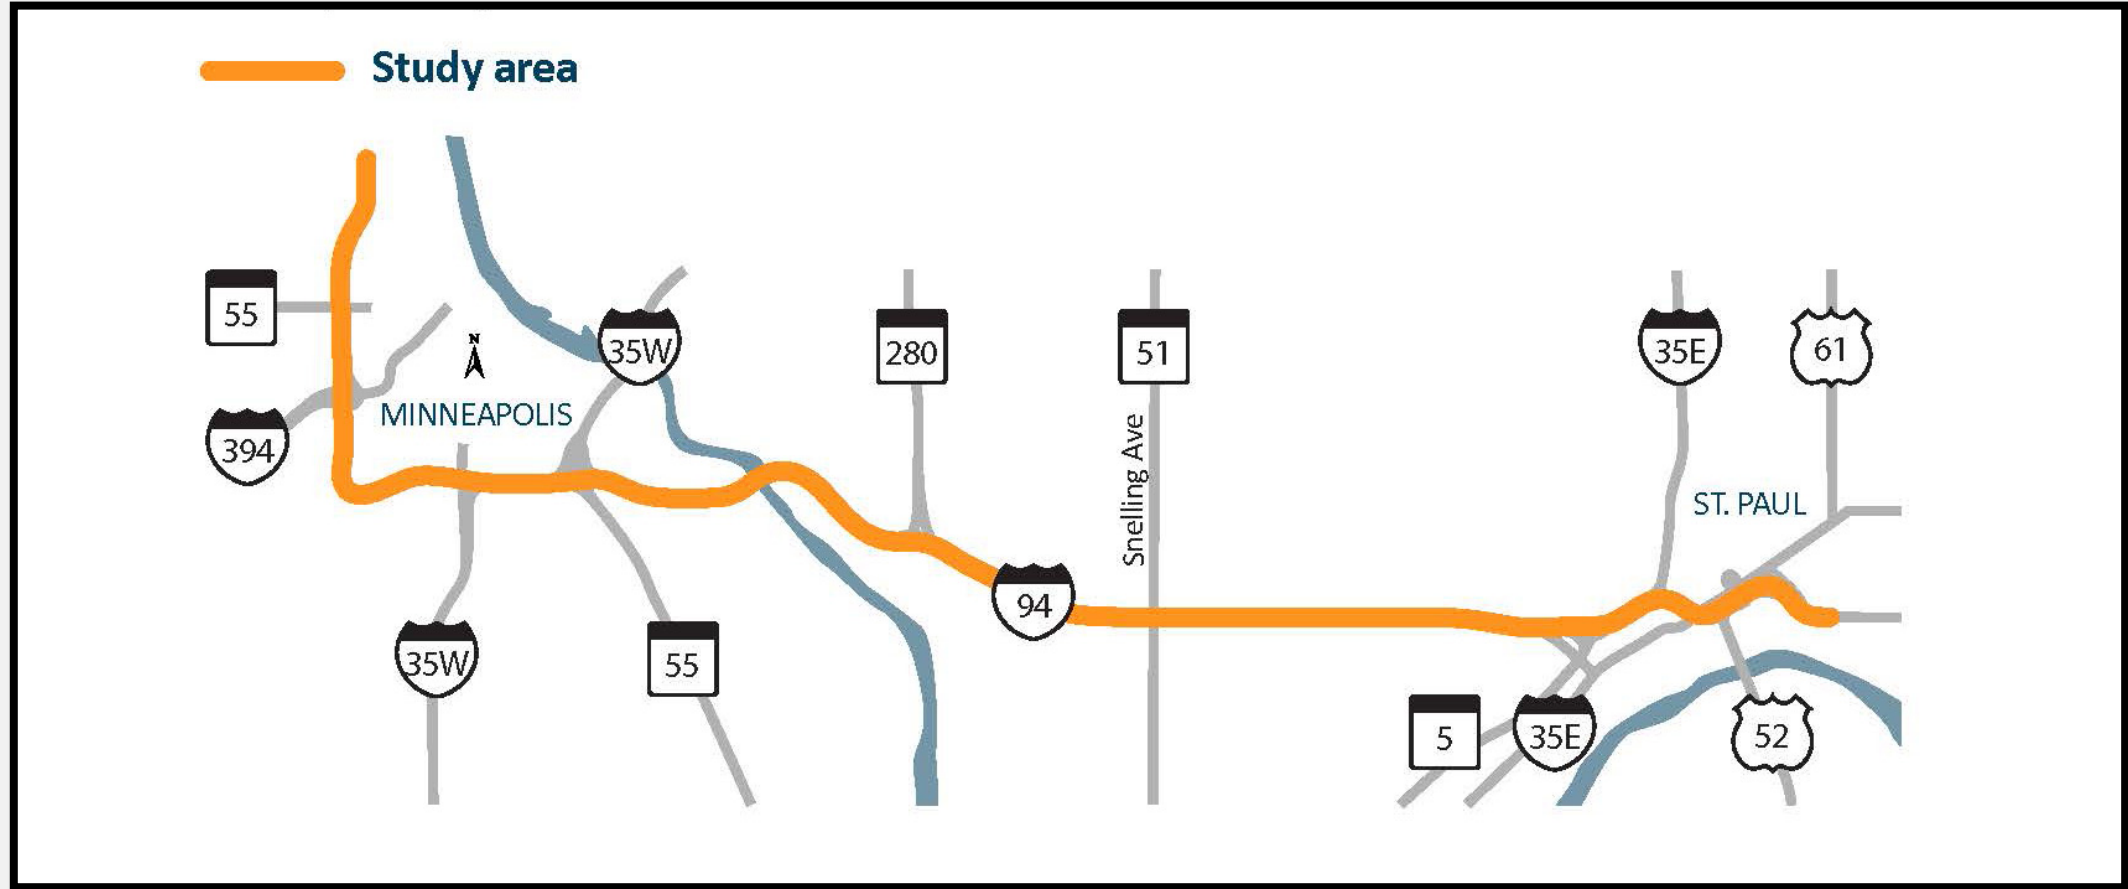 Study area
55
35W
280
51
35E
61
N
394
MINNEAPOLIS
Snelling Ave
ST. PAUL
94
35W
55
5
35E
52